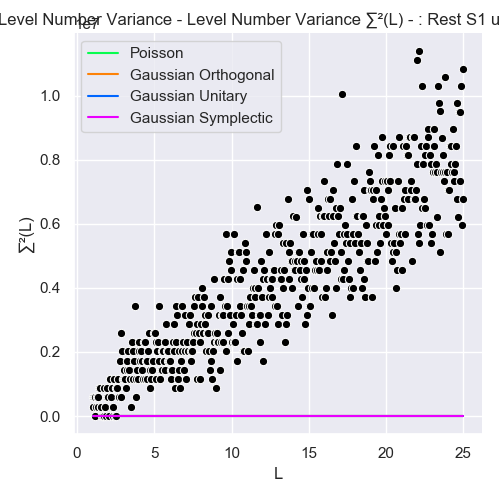 Level Number Variance - Level Number Variance ∑²(L) - : Rest S1 u
1e7
Poisson
Gaussian Orthogonal
Gaussian Unitary
Gaussian Symplectic
1.0
0.8
0.6
0.4
0.2
0.0
∑²(L)
0 5 10 15 20 25
L